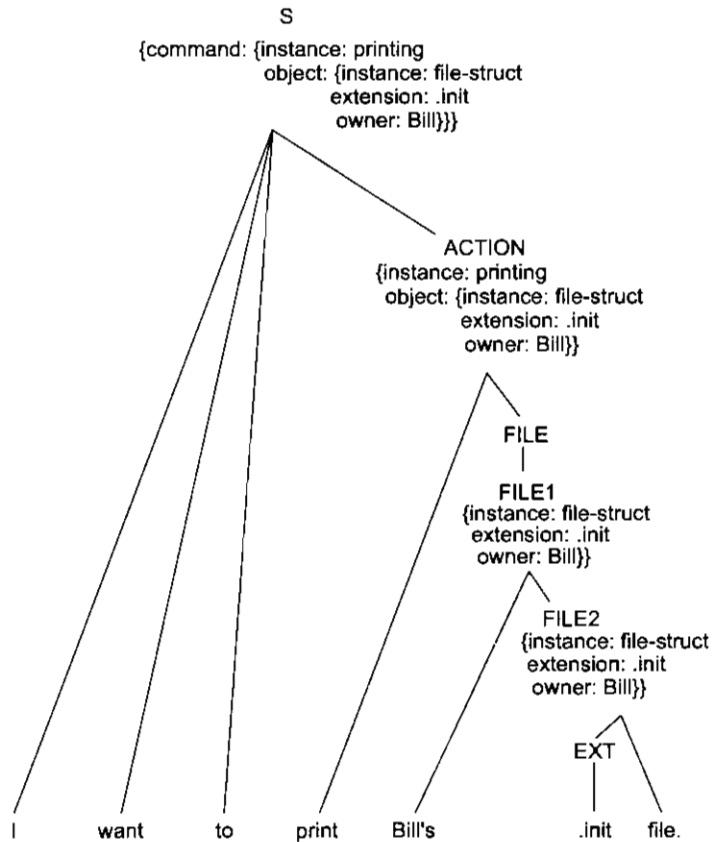 S
{command: {instance: printing
object: {instance: file-struct
extension: .init
owner: Bill}}}
ACTION
{instance: printing
object: {instance: file-struct
extension: .init
owner: Bill}}
FILE
FILE1
{instance: file-struct
extension: .init
owner: Bill}}
FILE2
{instance: file-struct
extension: .init
owner: Bill}}
EXT
I want to print Bill's .init file.